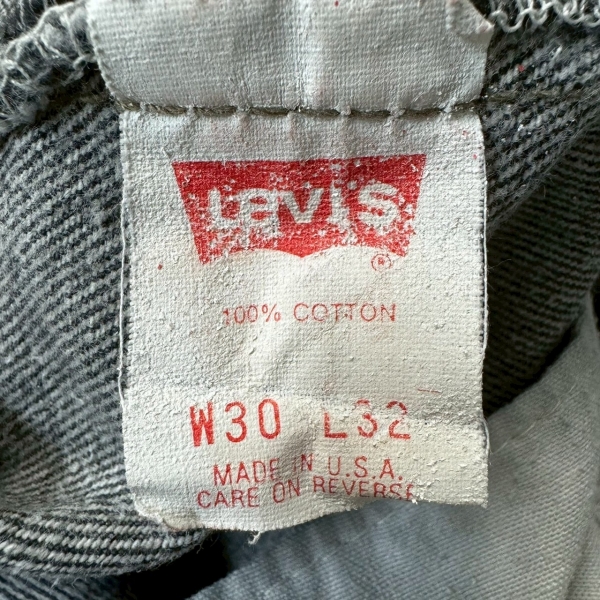 Levi's
®
100% COTTON
W30 L32
MADE IN U.S.A.
CARE ON REVERSE